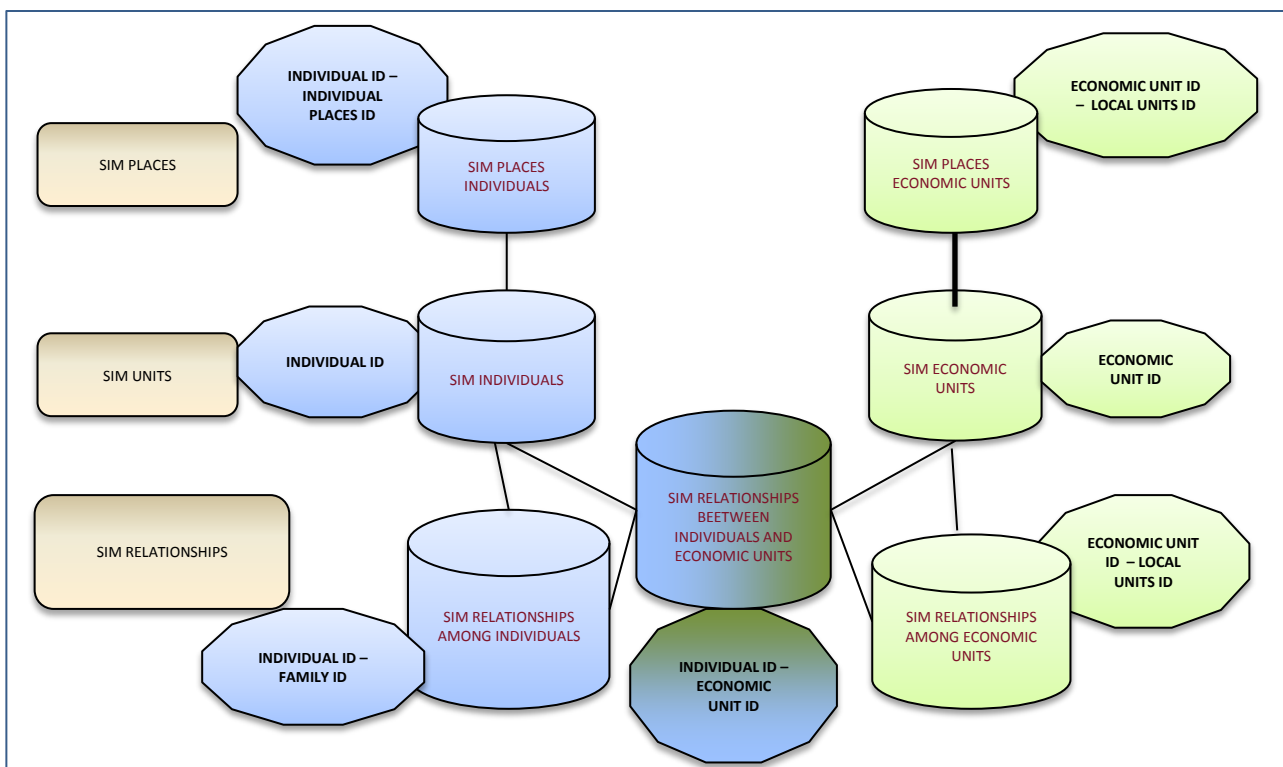 INDIVIDUAL ID –
INDIVIDUAL
PLACES ID
ECONOMIC UNIT ID
– LOCAL UNITS ID
SIM PLACES
SIM PLACES
INDIVIDUALS
SIM PLACES
ECONOMIC UNITS
SIM UNITS
INDIVIDUAL ID
SIM INDIVIDUALS
SIM ECONOMIC
UNITS
ECONOMIC
UNIT ID
SIM RELATIONSHIPS
SIM RELATIONSHIPS
BEETWEEN
INDIVIDUALS AND
ECONOMIC UNITS
ECONOMIC UNIT
ID – LOCAL
UNITS ID
SIM RELATIONSHIPS
AMONG INDIVIDUALS
SIM RELATIONSHIPS
AMONG ECONOMIC
UNITS
INDIVIDUAL ID –
FAMILY ID
INDIVIDUAL ID –
ECONOMIC
UNIT ID